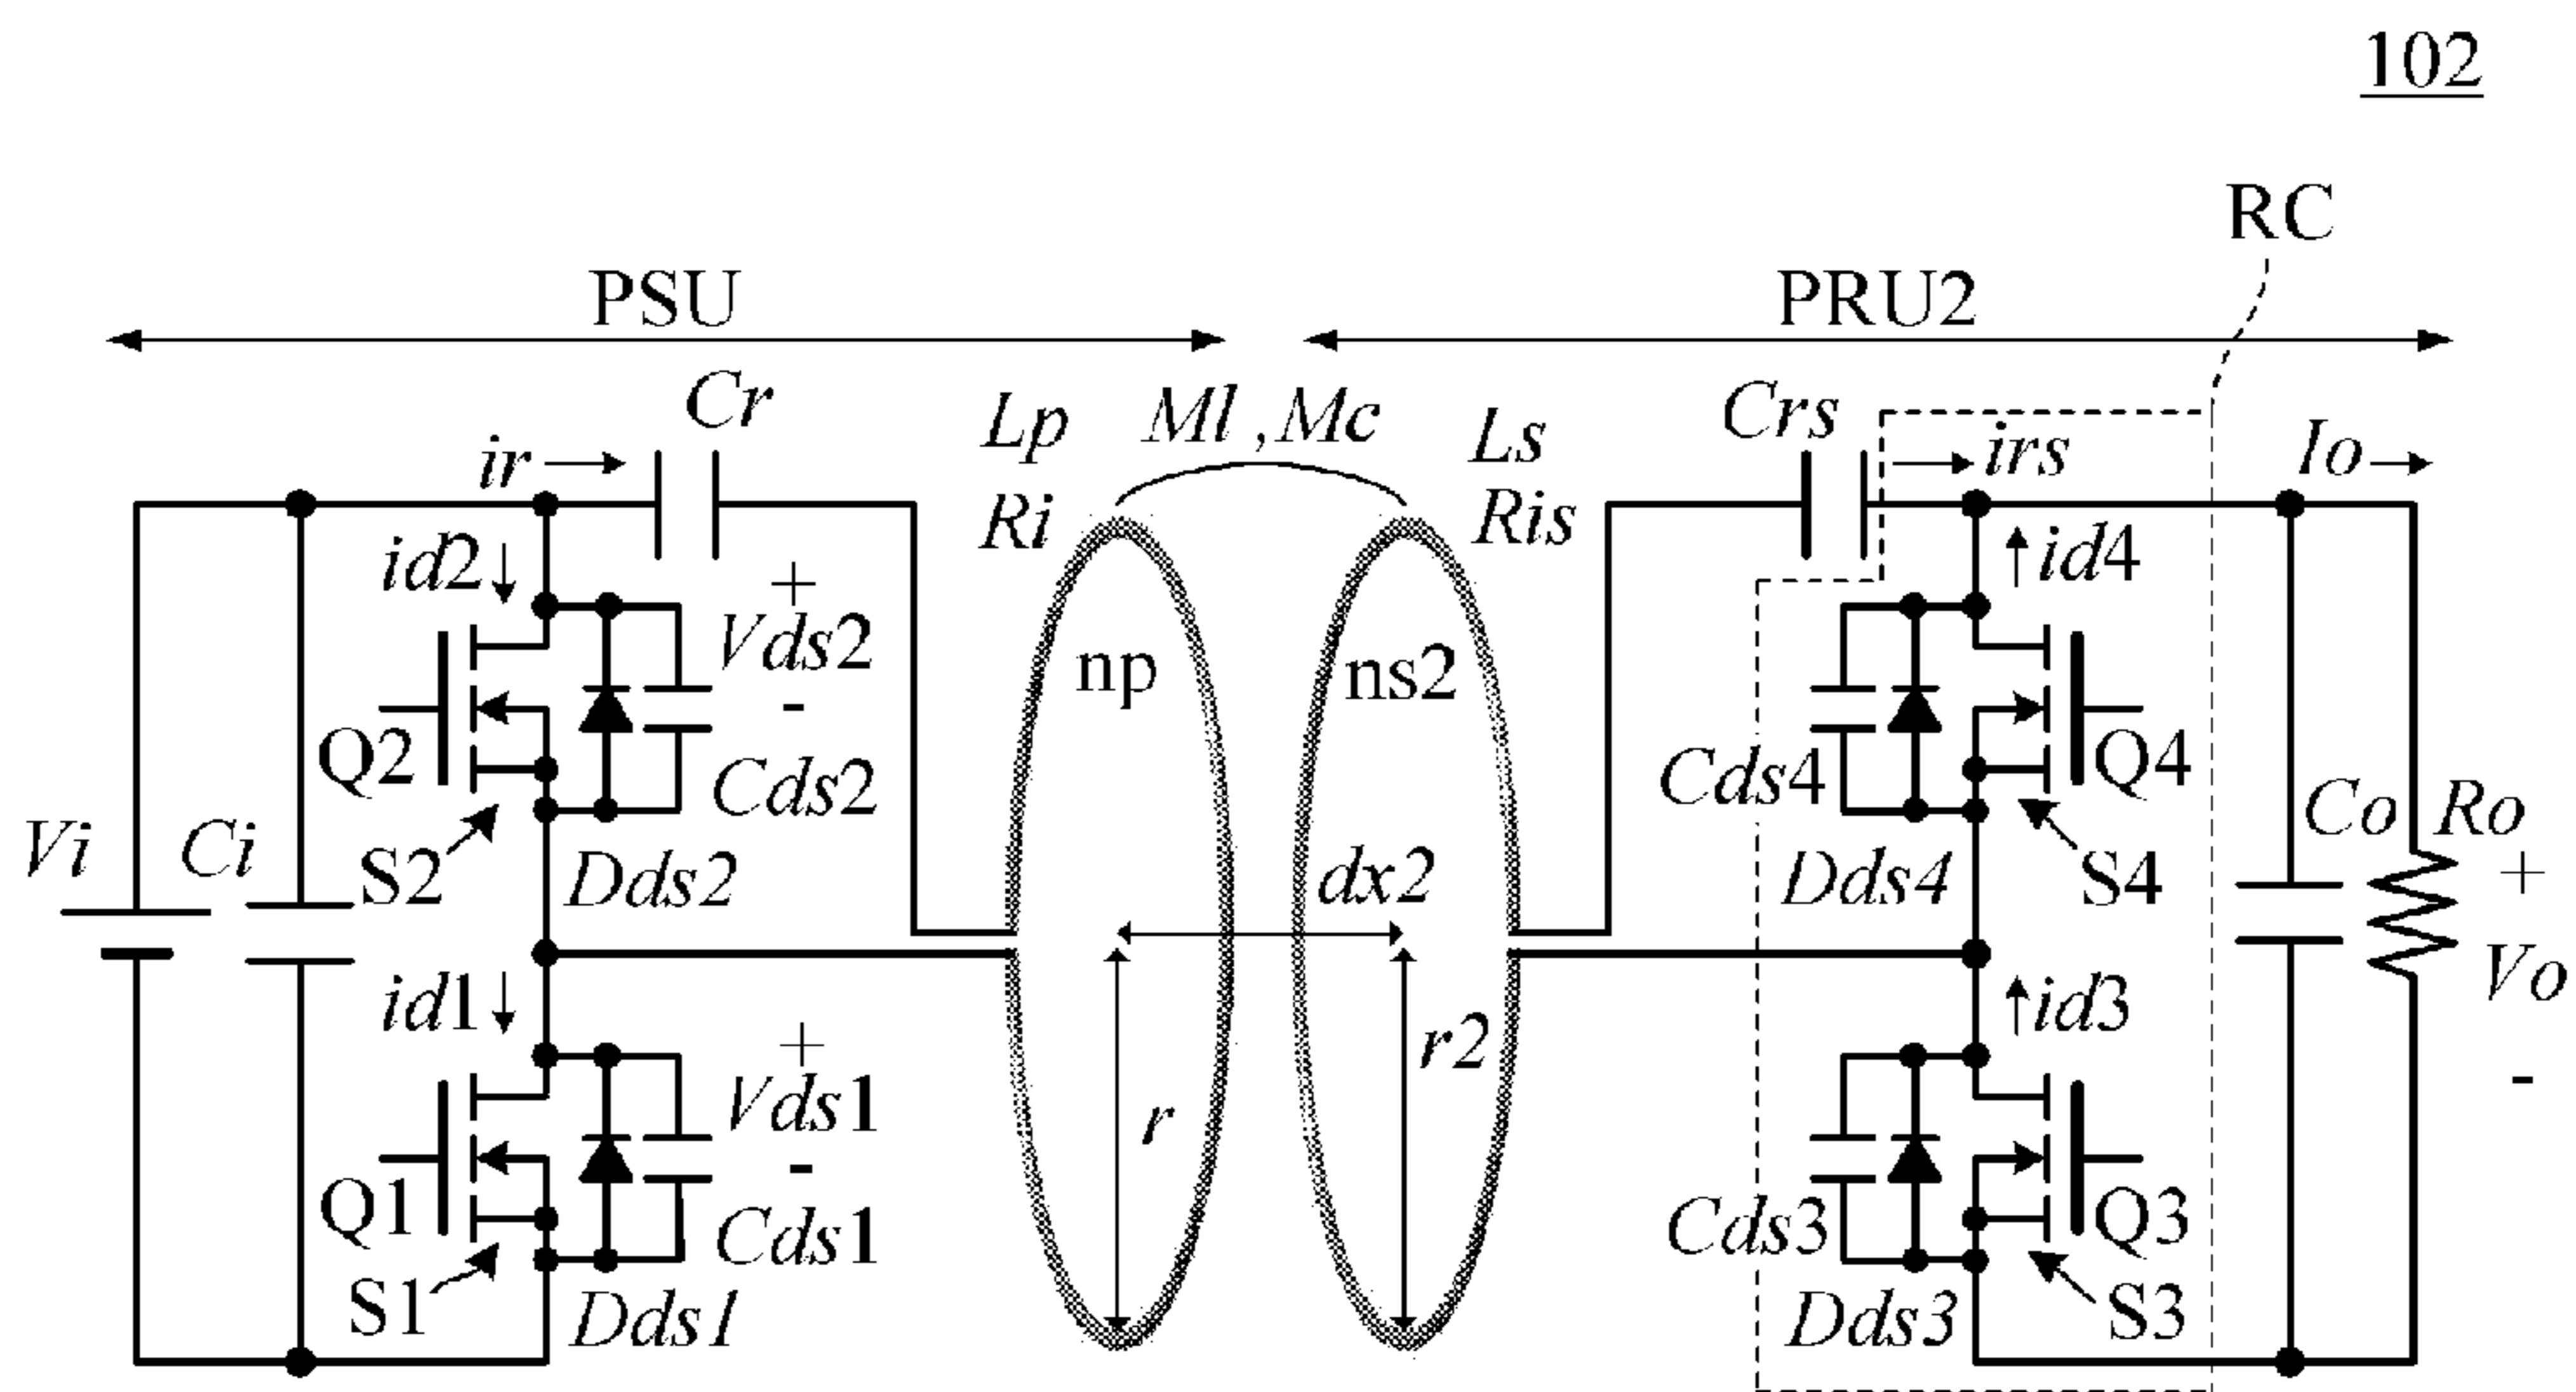 102
RC
PSU
PRU2
Cr
Lp
Ml ,Mc
Ls
Crs
ir
irs
Io
Ri
Ris
id2
id4
+
Vds2
-
np
ns2
Q2
Cds2
Cds4
Q4
Vi
Ci
S2
Dds2
dx2
Dds4
S4
Co
Ro
+
Vo
-
id1
id3
+
Vds1
-
r
r2
Q1
Cds1
Cds3
Q3
S1
Dds1
Dds3
S3